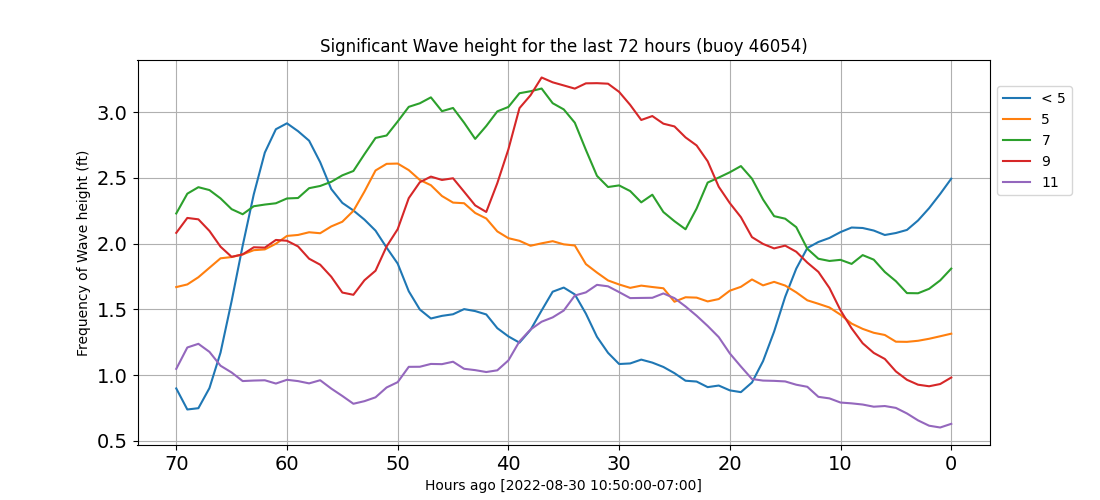 Significant Wave height for the last 72 hours (buoy 46054)
Frequency of Wave height (ft)
3.0
2.5
2.0
1.5
1.0
0.5
70 60 50 40 30 20 10 0
Hours ago [2022-08-30 10:50:00-07:00]
< 5
5
7
9
11